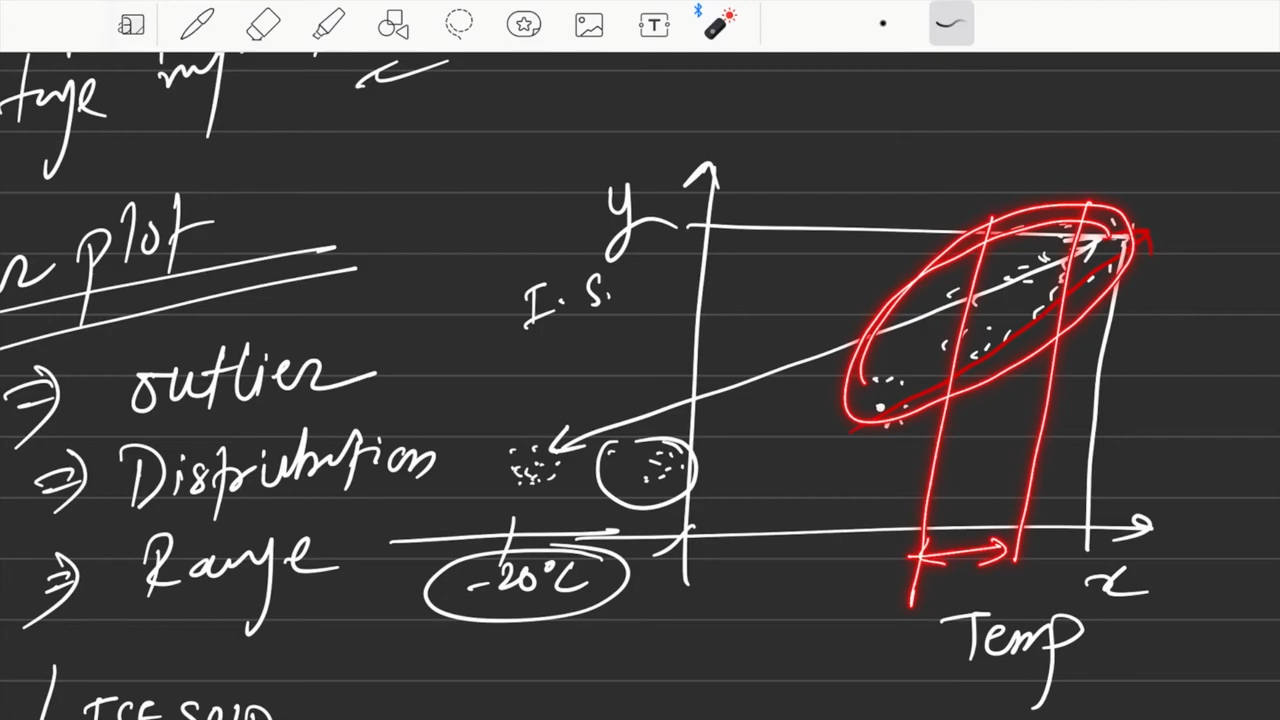 plot
y
I. S.
⇒ outlier
⇒ Distribution
⇒ Range
-20°C
x
Temp